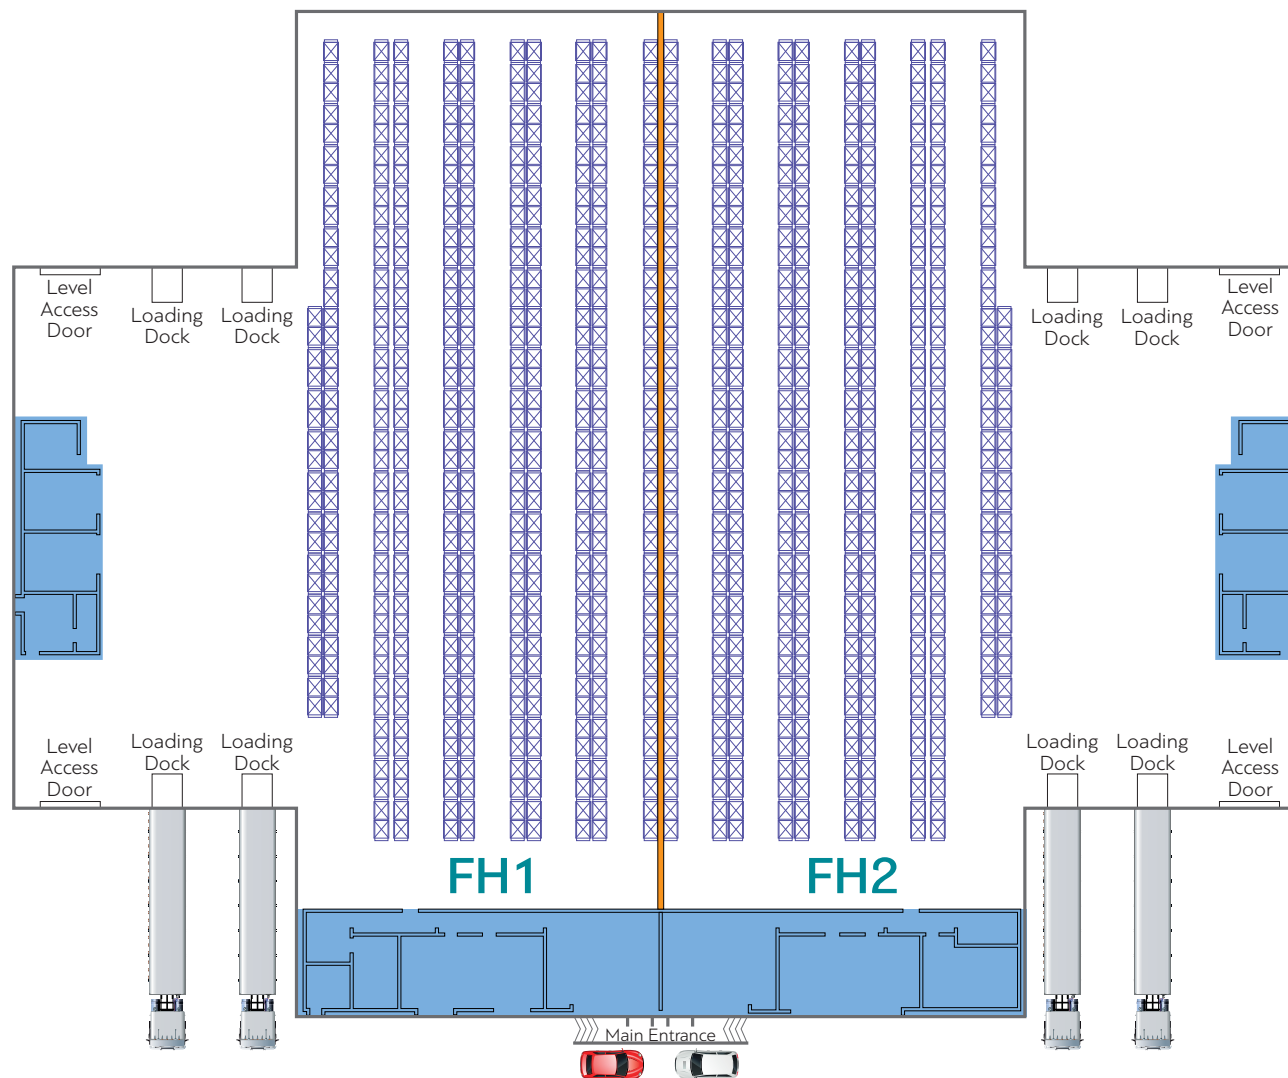 Level
Access
Door
Loading
Dock
Loading
Dock
Loading
Dock
Loading
Dock
Level
Access
Door
Level
Access
Door
Loading
Dock
Loading
Dock
Loading
Dock
Loading
Dock
Level
Access
Door
FH1
FH2
Main Entrance